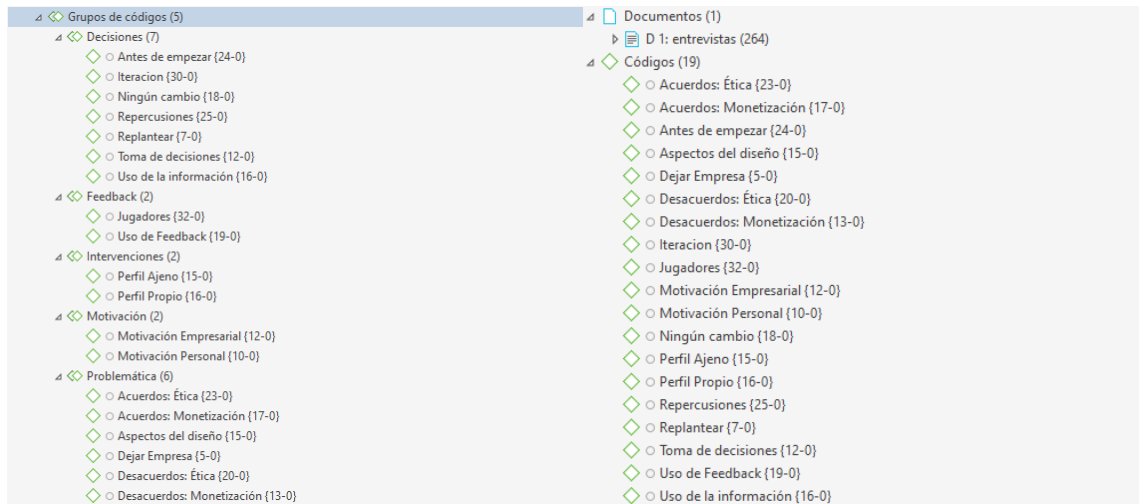 Grupos de códigos (5)
Decisiones (7)
Antes de empezar {24-0}
Iteracion {30-0}
Ningún cambio {18-0}
Repercusiones {25-0}
Replantear {7-0}
Toma de decisiones {12-0}
Uso de la información {16-0}
Feedback (2)
Jugadores {32-0}
Uso de Feedback {19-0}
Intervenciones (2)
Perfil Ajeno {15-0}
Perfil Propio {16-0}
Motivación (2)
Motivación Empresarial {12-0}
Motivación Personal {10-0}
Problemática (6)
Acuerdos: Ética {23-0}
Acuerdos: Monetización {17-0}
Aspectos del diseño {15-0}
Dejar Empresa {5-0}
Desacuerdos: Ética {20-0}
Desacuerdos: Monetización {13-0}
Documentos (1)
D 1: entrevistas (264)
Códigos (19)
Acuerdos: Ética {23-0}
Acuerdos: Monetización {17-0}
Antes de empezar {24-0}
Aspectos del diseño {15-0}
Dejar Empresa {5-0}
Desacuerdos: Ética {20-0}
Desacuerdos: Monetización {13-0}
Iteracion {30-0}
Jugadores {32-0}
Motivación Empresarial {12-0}
Motivación Personal {10-0}
Ningún cambio {18-0}
Perfil Ajeno {15-0}
Perfil Propio {16-0}
Repercusiones {25-0}
Replantear {7-0}
Toma de decisiones {12-0}
Uso de Feedback {19-0}
Uso de la información {16-0}